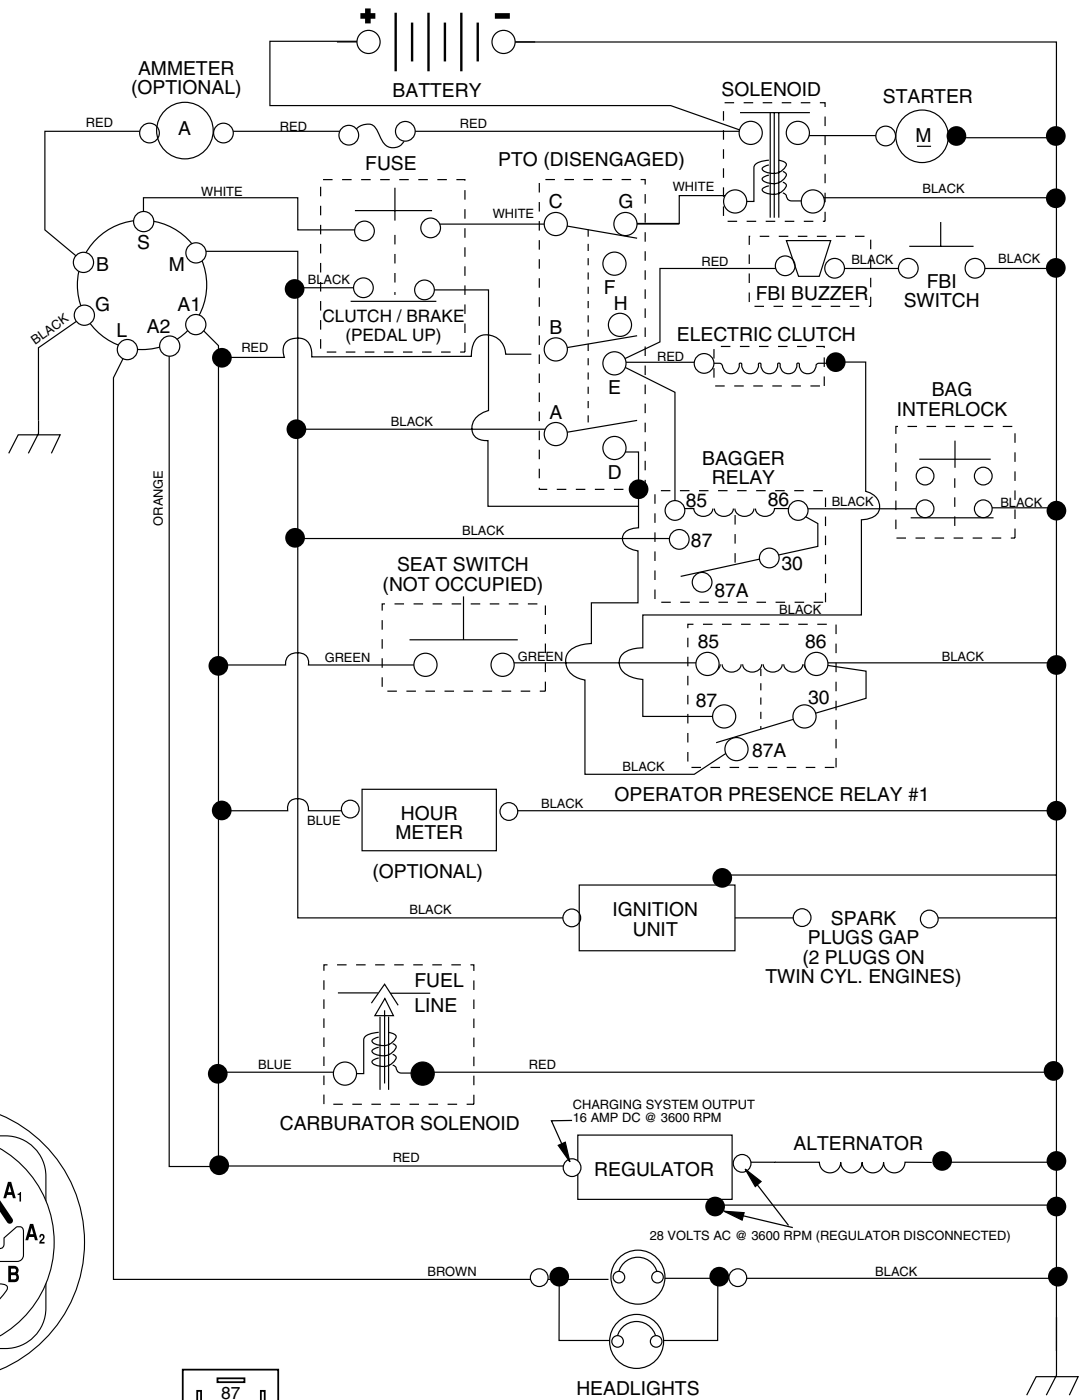 + –
BATTERY
AMMETER
(OPTIONAL)
RED
A
RED
RED
FUSE
SOLENOID
STARTER
M
PTO (DISENGAGED)
WHITE
WHITE
C
G
WHITE
BLACK
S
B
M
G
A1
L
A2
BLACK
BLACK
CLUTCH / BRAKE
(PEDAL UP)
F
H
RED
BLACK
BLACK
FBI BUZZER
FBI
SWITCH
RED
B
E
RED
ELECTRIC CLUTCH
BAG
INTERLOCK
BLACK
A
D
ORANGE
BAGGER
RELAY
85
86
BLACK
BLACK
BLACK
87
30
87A
BLACK
SEAT SWITCH
(NOT OCCUPIED)
GREEN
GREEN
85
86
BLACK
87
30
87A
BLACK
OPERATOR PRESENCE RELAY #1
BLUE
HOUR
METER
BLACK
(OPTIONAL)
BLACK
IGNITION
UNIT
SPARK
PLUGS GAP
(2 PLUGS ON
TWIN CYL. ENGINES)
FUEL
LINE
BLUE
RED
CARBURATOR SOLENOID
CHARGING SYSTEM OUTPUT
16 AMP DC @ 3600 RPM
RED
REGULATOR
ALTERNATOR
28 VOLTS AC @ 3600 RPM (REGULATOR DISCONNECTED)
A1
A2
B
BROWN
BLACK
HEADLIGHTS
87